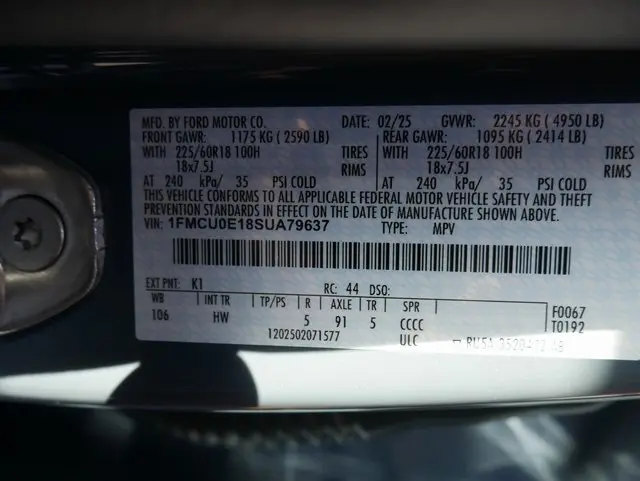 MFD. BY FORD MOTOR CO. DATE: 02/25 GVWR: 2245 KG ( 4950 LB)
FRONT GAWR: 1175 KG ( 2590 LB) REAR GAWR: 1095 KG ( 2414 LB)
WITH 225/60R18 100H TIRES WITH 225/60R18 100H TIRES
18x7.5J RIMS 18x7.5J RIMS
AT 240 kPa/ 35 PSI COLD AT 240 kPa/ 35 PSI COLD
THIS VEHICLE CONFORMS TO ALL APPLICABLE FEDERAL MOTOR VEHICLE SAFETY AND THEFT
PREVENTION STANDARDS IN EFFECT ON THE DATE OF MANUFACTURE SHOWN ABOVE.
VIN: 1FMCU0E18SUA79637 TYPE: MPV
EXT PNT: K1 RC: 44 DSO:
WB INT TR TP/PS R AXLE TR SPR F0067
106 HW 5 91 5 CCCC T0192
1202502071577 ULC